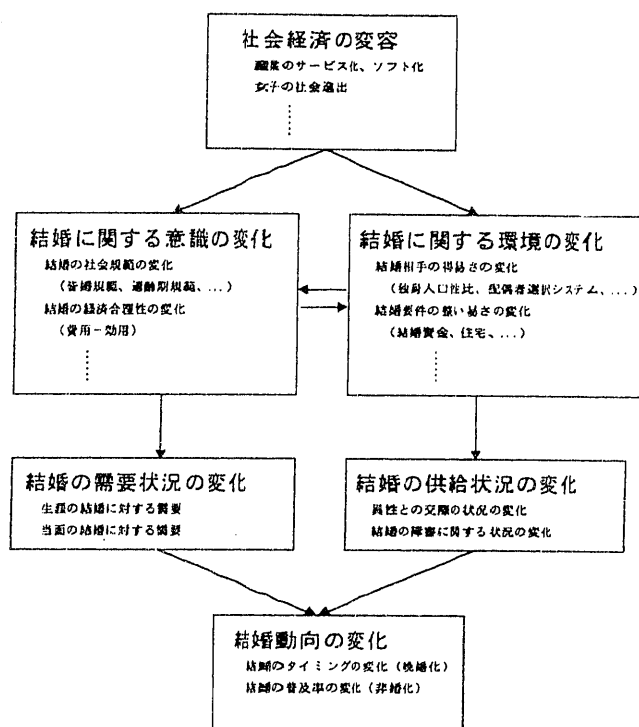 社会経済の変容
産業のサービス化、ソフト化
女子の社会進出
結婚に関する意識の変化
結婚の社会規範の変化
(皆婚規範、適齢期規範、...)
結婚の経済合理性の変化
(費用－効用)
結婚に関する環境の変化
結婚相手の得易さの変化
(独身人口性比、配偶者選択システム、...)
結婚要件の整い易さの変化
(結婚資金、住宅、...)
結婚の需要状況の変化
生涯の結婚に対する需要
当面の結婚に対する需要
結婚の供給状況の変化
異性との交際の状況の変化
結婚の障害に関する状況の変化
結婚動向の変化
結婚のタイミングの変化(晩婚化)
結婚の普及率の変化(非婚化)